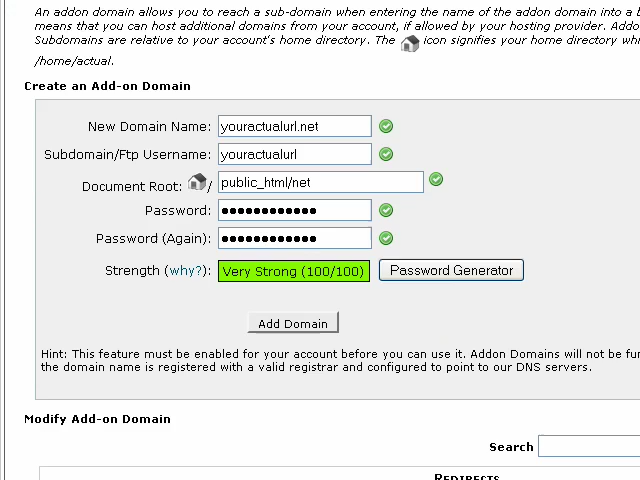 An addon domain allows you to reach a sub-domain when entering the name of the addon domain into a
means that you can host additional domains from your account, if allowed by your hosting provider.
Subdomains are relative to your account's home directory. The icon signifies your home directory
/home/actual.
Create an Add-on Domain
New Domain Name: youractualurl.net
Subdomain/Ftp Username: youractualurl
Document Root: / public_html/net
Password: ●●●●●●●●●●●●
Password (Again): ●●●●●●●●●●●●
Strength (why?): Very Strong (100/100) Password Generator
Add Domain
Hint: This feature must be enabled for your account before you can use it. Addon Domains will not be
the domain name is registered with a valid registrar and configured to point to our DNS servers.
Modify Add-on Domain
Search
REDIRECTS